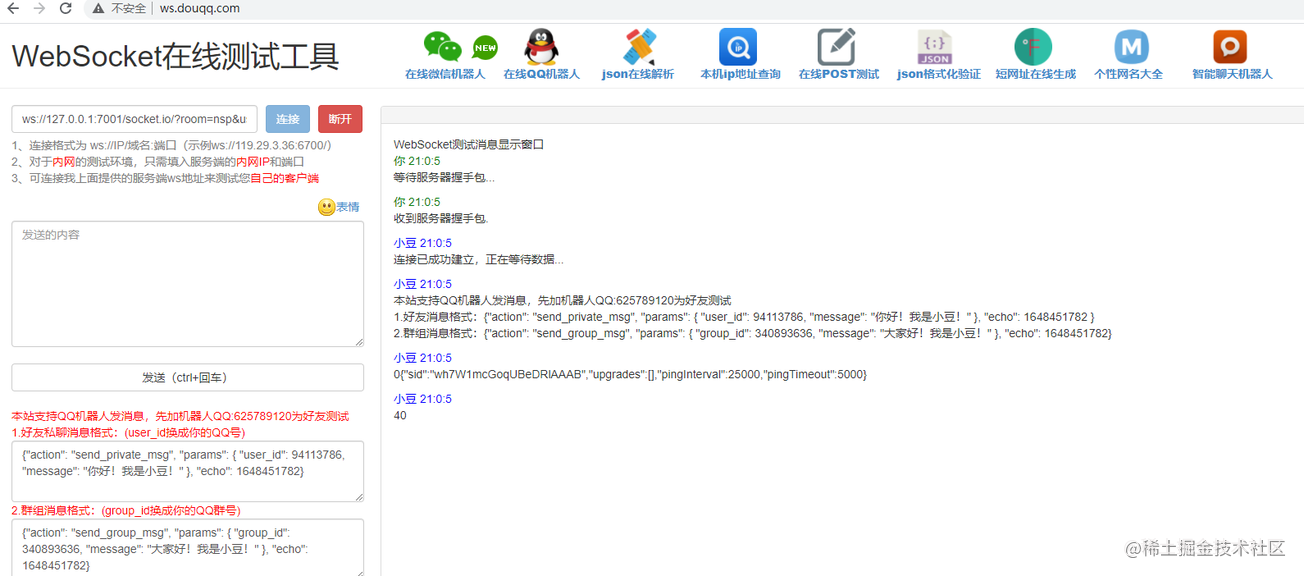 不安全 ws.douqq.com
WebSocket在线测试工具
NEW
iP
{:}
JSON
°F
M
在线微信机器人 在线QQ机器人 json在线解析 本机ip地址查询 在线POST测试 json格式化验证 短网址在线生成 个性网名大全 智能聊天机器人
ws://127.0.0.1:7001/socket.io/?room=nsp&u 连接 断开
1、连接格式为 ws://IP/域名:端口（示例ws://119.29.3.36:6700/）
2、对于内网的测试环境，只需填入服务端的内网IP和端口
3、可连接我上面提供的服务端ws地址来测试您自己的客户端
表情
发送的内容
发送（ctrl+回车）
本站支持QQ机器人发消息，先加机器人QQ:625789120为好友测试
1.好友私聊消息格式：(user_id换成你的QQ号)
{"action": "send_private_msg", "params": { "user_id": 94113786,
"message": "你好！我是小豆！" }, "echo": 1648451782}
2.群组消息格式：(group_id换成你的QQ群号)
{"action": "send_group_msg", "params": { "group_id":
340893636, "message": "大家好！我是小豆！" }, "echo":
1648451782}
WebSocket测试消息显示窗口
你 21:0:5
等待服务器握手包...
你 21:0:5
收到服务器握手包.
小豆 21:0:5
连接已成功建立，正在等待数据...
小豆 21:0:5
本站支持QQ机器人发消息，先加机器人QQ:625789120为好友测试
1.好友消息格式：{"action": "send_private_msg", "params": { "user_id": 94113786, "message": "你好！我是小豆！" }, "echo": 1648451782 }
2.群组消息格式：{"action": "send_group_msg", "params": { "group_id": 340893636, "message": "大家好！我是小豆！" }, "echo": 1648451782}
小豆 21:0:5
0{"sid":"wh7W1mcGoqUBeDRlAAAB","upgrades":[],"pingInterval":25000,"pingTimeout":5000}
小豆 21:0:5
40
@稀土掘金技术社区